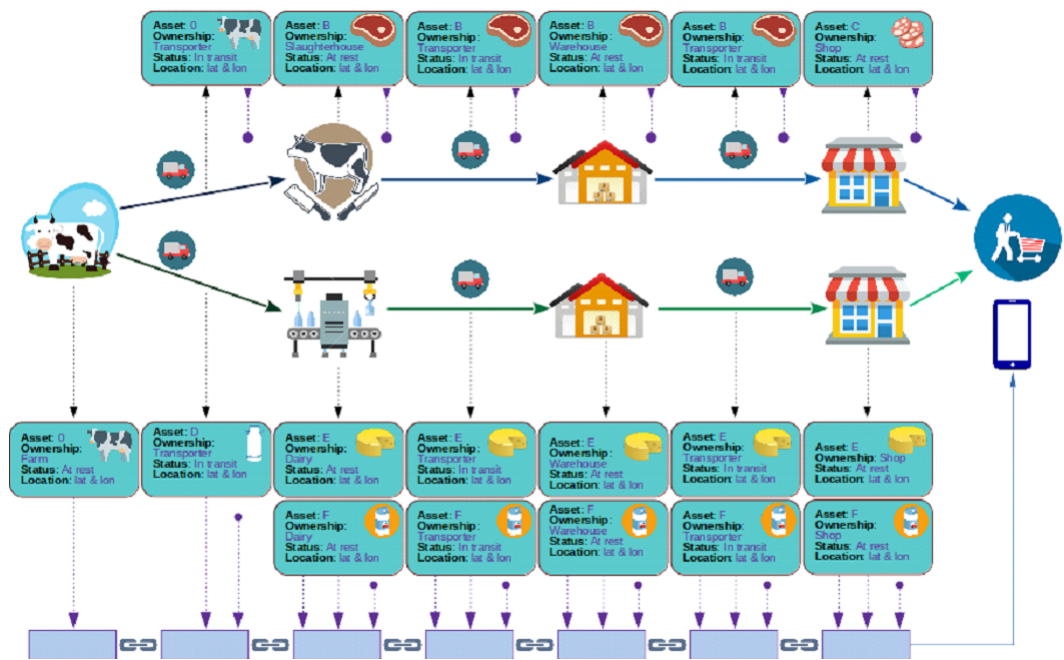 Asset: 0
Ownership:
Transporter
Status: In transit
Location: lat & lon
Asset: B
Ownership:
Slaughterhouse
Status: At rest
Location: lat & lon
Asset: B
Ownership:
Transporter
Status: In transit
Location: lat & lon
Asset: B
Ownership:
Warehouse
Status: At rest
Location: lat & lon
Asset: B
Ownership:
Transporter
Status: In transit
Location: lat & lon
Asset: C
Ownership:
Shop
Status: At rest
Location: lat & lon
Asset: 0
Ownership:
Farm
Status: At rest
Location: lat & lon
Asset: D
Ownership:
Transporter
Status: In transit
Location: lat & lon
Asset: E
Ownership:
Dairy
Status: At rest
Location: lat & lon
Asset: E
Ownership:
Transporter
Status: In transit
Location: lat & lon
Asset: E
Ownership:
Warehouse
Status: At rest
Location: lat & lon
Asset: E
Ownership:
Transporter
Status: In transit
Location: lat & lon
Asset: E
Ownership: Shop
Status: At rest
Location: lat & lon
Asset: F
Ownership:
Dairy
Status: At rest
Location: lat & lon
Asset: F
Ownership:
Transporter
Status: In transit
Location: lat & lon
Asset: F
Ownership:
Warehouse
Status: At rest
Location: lat & lon
Asset: F
Ownership:
Transporter
Status: In transit
Location: lat & lon
Asset: F
Ownership:
Shop
Status: At rest
Location: lat & lon